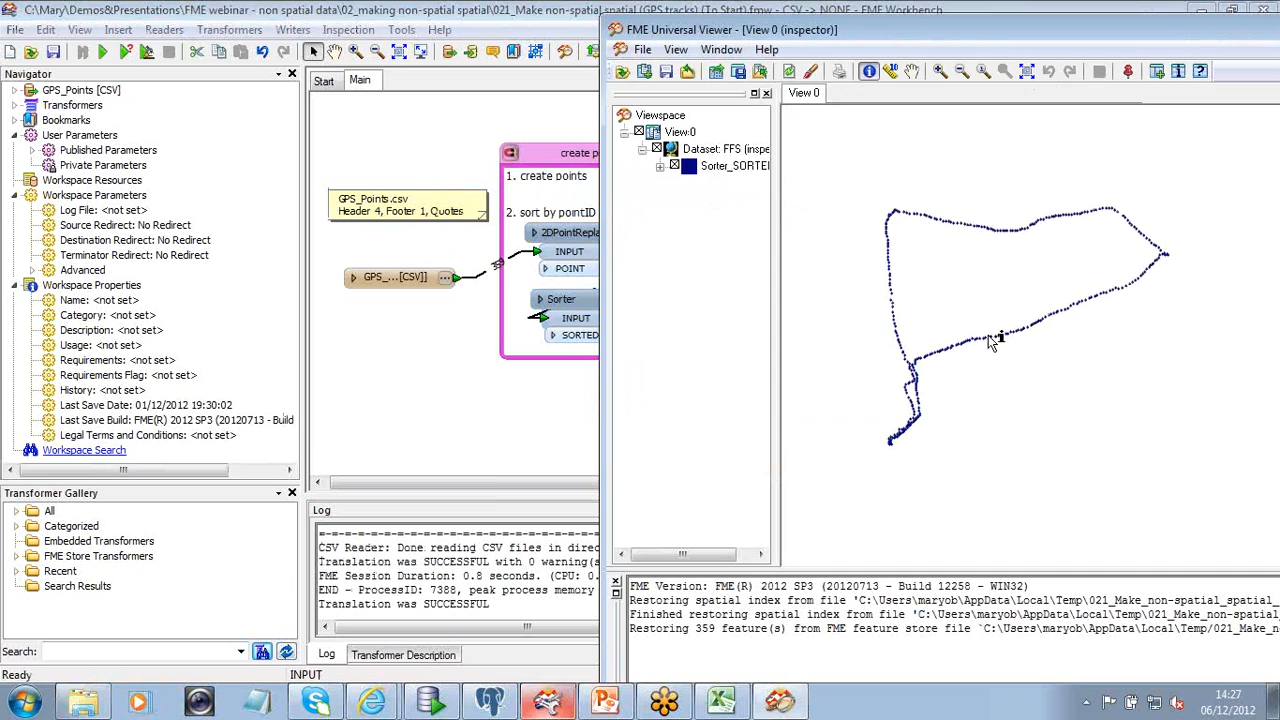 C:\Mary\Demos&Presentations\FME webinar - non spatial data\02_making non-spatial spatial\021_Make non-spatial spatial (GPS tracks) (To Start).fmw - CSV -> NONE - FME Workbench
File Edit View Insert Readers Transformers Writers Inspection Tools Help
Navigator
GPS_Points [CSV]
Transformers
Bookmarks
User Parameters
Published Parameters
Private Parameters
Workspace Resources
Workspace Parameters
Log File: <not set>
Source Redirect: No Redirect
Destination Redirect: No Redirect
Terminator Redirect: No Redirect
Advanced
Workspace Properties
Name: <not set>
Category: <not set>
Description: <not set>
Usage: <not set>
Requirements: <not set>
Requirements Flag: <not set>
History: <not set>
Last Save Date: 01/12/2012 19:30:02
Last Save Build: FME(R) 2012 SP3 (20120713 - Build
Legal Terms and Conditions: <not set>
Workspace Search
Transformer Gallery
All
Categorized
Embedded Transformers
FME Store Transformers
Recent
Search Results
Search:
Ready
INPUT
Start Main
GPS_Points.csv
Header 4, Footer 1, Quotes
GPS_...[CSV]]
create p
1. create points
2. sort by pointID
2DPointRepla
INPUT
POINT
Sorter
INPUT
SORTED
Log
CSV Reader: Done reading CSV files in direc
Translation was SUCCESSFUL with 0 warning(s
FME Session Duration: 0.8 seconds. (CPU: 0.
END - ProcessID: 7388, peak process memory
Translation was SUCCESSFUL
Log Transformer Description
FME Universal Viewer - [View 0 (inspector)]
File View Window Help
View 0
Viewspace
View:0
Dataset: FFS (inspe
Sorter_SORTEI
FME Version: FME(R) 2012 SP3 (20120713 - Build 12258 - WIN32)
Restoring spatial index from file 'C:\Users\maryob\AppData\Local\Temp\021_Make_non-spatial_spatial_
Finished restoring spatial index from file 'C:\Users\maryob\AppData\Local\Temp\021_Make_non-spatial
Restoring 359 feature(s) from FME feature store file `C:\Users\maryob\AppData\Local\Temp/021_Make_n
14:27
06/12/2012